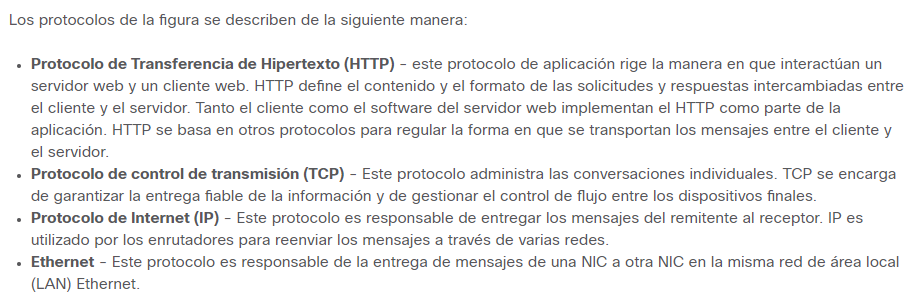 Los protocolos de la figura se describen de la siguiente manera:
• Protocolo de Transferencia de Hipertexto (HTTP) - este protocolo de aplicación rige la manera en que interactúan un
servidor web y un cliente web. HTTP define el contenido y el formato de las solicitudes y respuestas intercambiadas entre
el cliente y el servidor. Tanto el cliente como el software del servidor web implementan el HTTP como parte de la
aplicación. HTTP se basa en otros protocolos para regular la forma en que se transportan los mensajes entre el cliente y
el servidor.
• Protocolo de control de transmisión (TCP) - Este protocolo administra las conversaciones individuales. TCP se encarga
de garantizar la entrega fiable de la información y de gestionar el control de flujo entre los dispositivos finales.
• Protocolo de Internet (IP) - Este protocolo es responsable de entregar los mensajes del remitente al receptor. IP es
utilizado por los enrutadores para reenviar los mensajes a través de varias redes.
• Ethernet - Este protocolo es responsable de la entrega de mensajes de una NIC a otra NIC en la misma red de área local
(LAN) Ethernet.